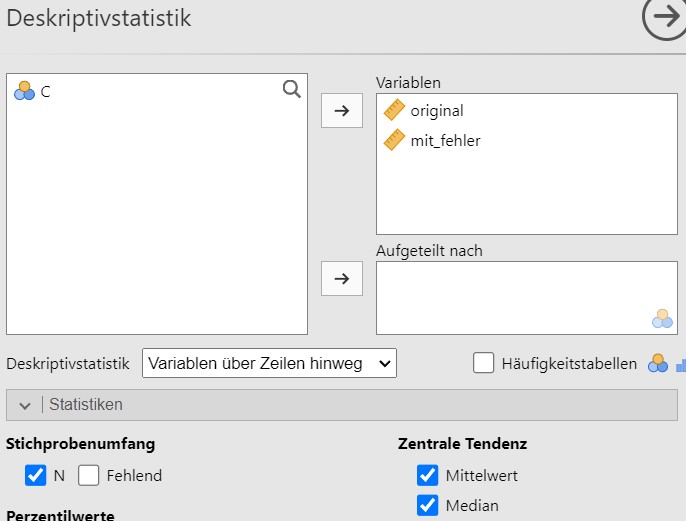 Deskriptivstatistik
C
Variablen
original
mit_fehler
Aufgeteilt nach
Deskriptivstatistik Variablen über Zeilen hinweg Häufigkeitstabellen
Statistiken
Stichprobenumfang Zentrale Tendenz
N Fehlend Mittelwert
Median
Perzentilwerte